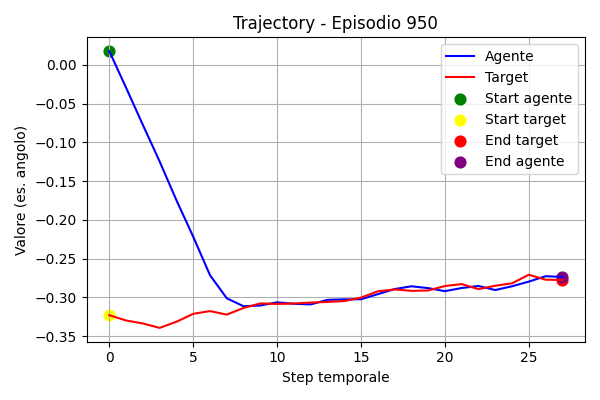 Trajectory - Episodio 950
Agente
Target
Start agente
Start target
End target
End agente
Valore (es. angolo)
0.00
−0.05
−0.10
−0.15
−0.20
−0.25
−0.30
−0.35
0 5 10 15 20 25
Step temporale